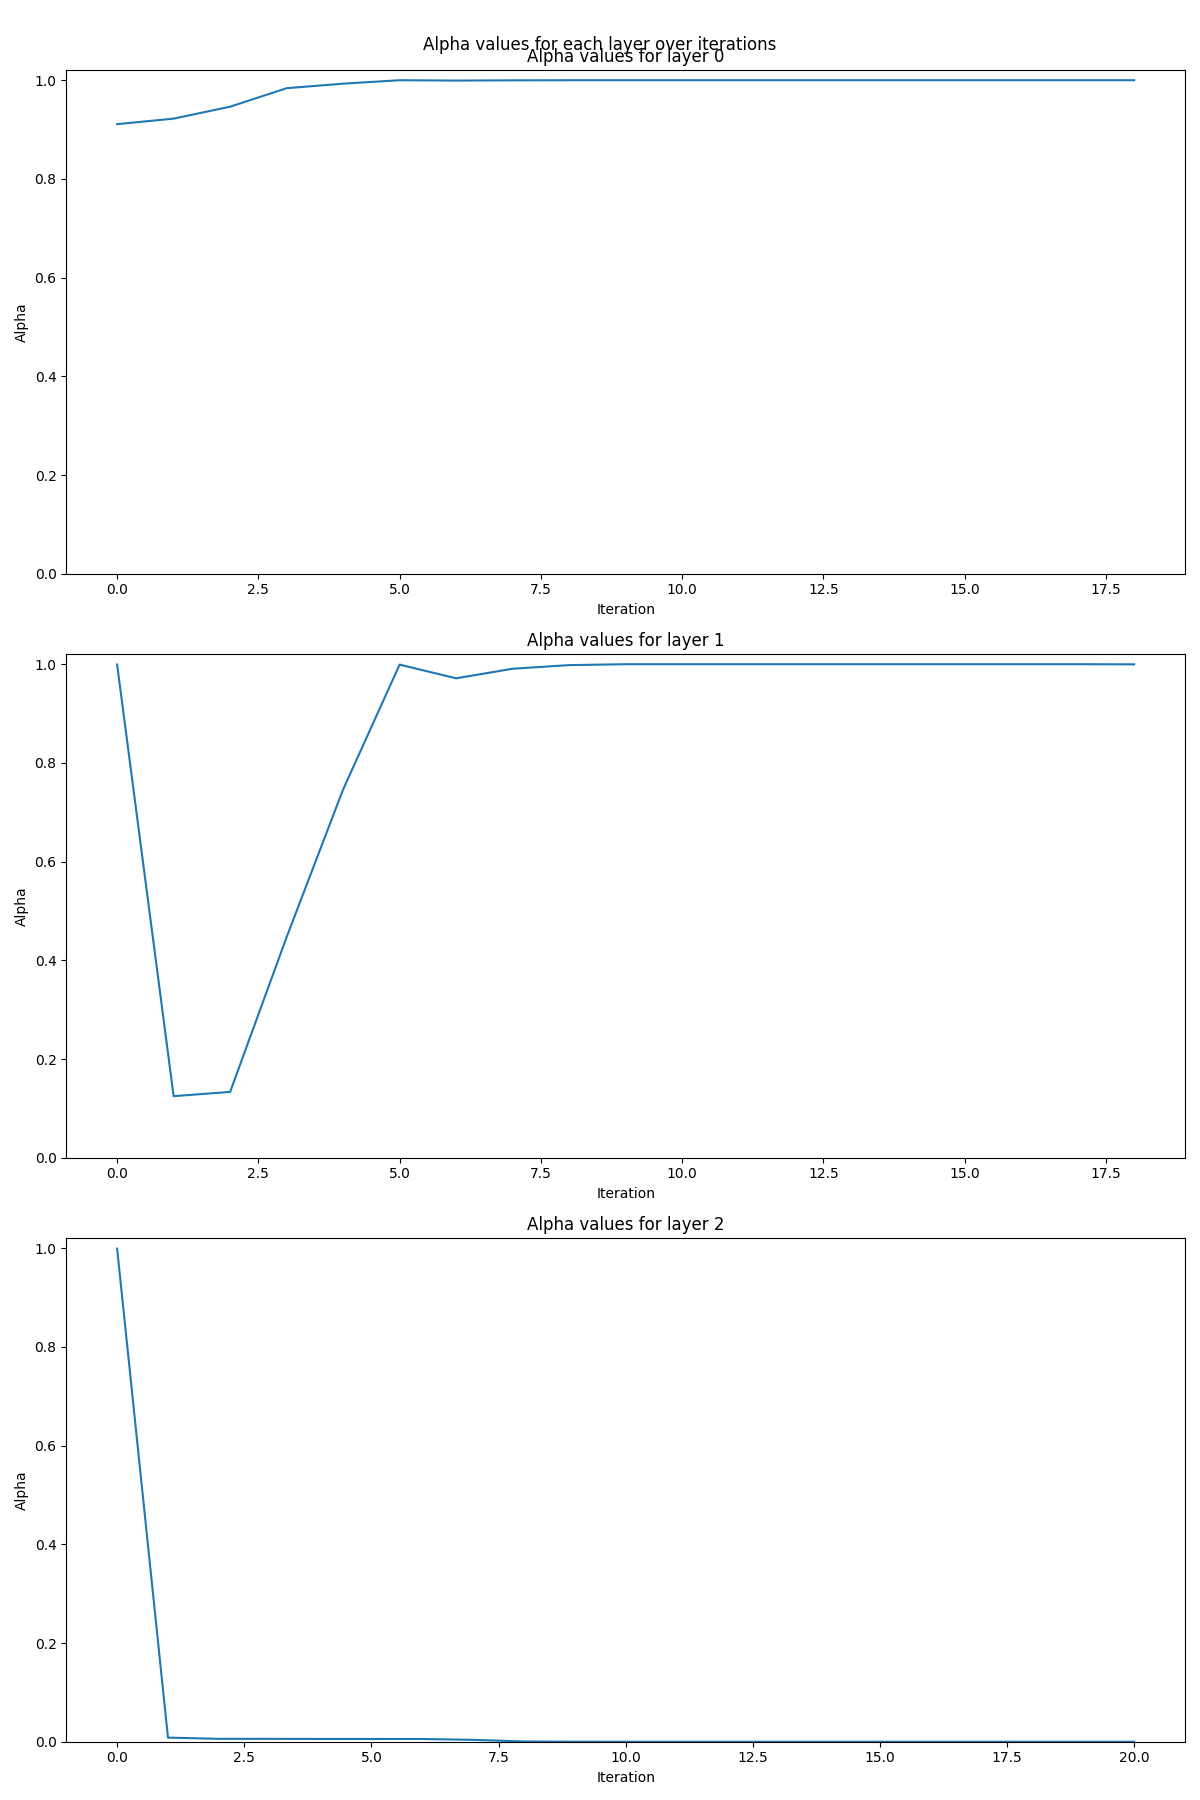 Alpha values for each layer over iterations
Alpha values for layer 0
1.0
0.8
0.6
0.4
0.2
0.0
Alpha
0.0 2.5 5.0 7.5 10.0 12.5 15.0 17.5
Iteration
Alpha values for layer 1
1.0
0.8
0.6
0.4
0.2
0.0
Alpha
0.0 2.5 5.0 7.5 10.0 12.5 15.0 17.5
Iteration
Alpha values for layer 2
1.0
0.8
0.6
0.4
0.2
0.0
Alpha
0.0 2.5 5.0 7.5 10.0 12.5 15.0 17.5 20.0
Iteration